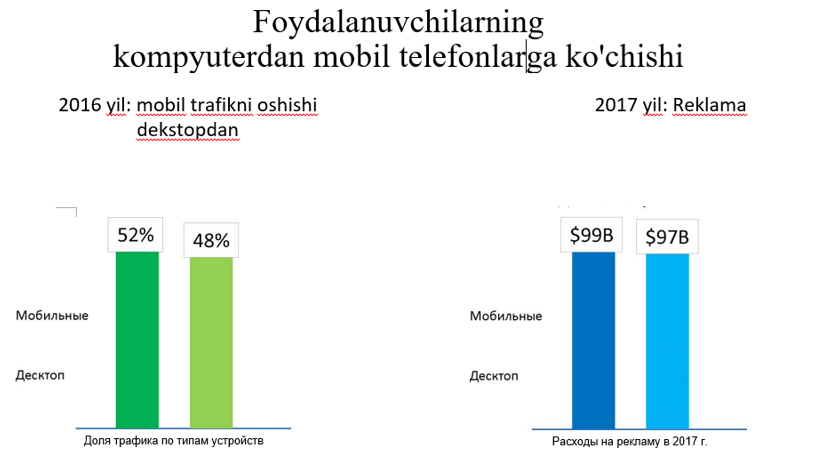 Foydalanuvchilarning
kompyuterdan mobil telefonlarga ko'chishi
2016 yil: mobil trafikni oshishi
dekstopdan
2017 yil: Reklama
52%
48%
Мобильные
Десктоп
Доля трафика по типам устройств
$99B
$97B
Мобильные
Десктоп
Расходы на рекламу в 2017 г.